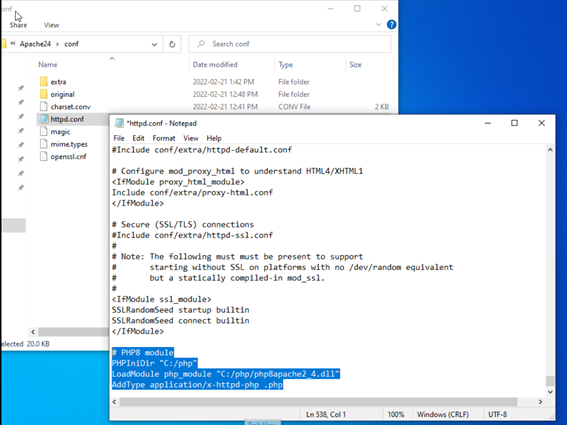 onf
Share View
« Apache24 > conf
Search conf
Name Date modified Type Size
extra 2022-02-21 1:42 PM File folder
original 2022-02-21 12:48 PM File folder
charset.conv 2022-02-21 12:41 PM CONV File 2 KB
httpd.conf
magic
mime.types
openssl.cnf
elected 20.0 KB
*httpd.conf - Notepad
File Edit Format View Help
#Include conf/extra/httpd-default.conf
# Configure mod_proxy_html to understand HTML4/XHTML1
<IfModule proxy_html_module>
Include conf/extra/proxy-html.conf
</IfModule>
# Secure (SSL/TLS) connections
#Include conf/extra/httpd-ssl.conf
#
# Note: The following must must be present to support
#       starting without SSL on platforms with no /dev/random equivalent
#       but a statically compiled-in mod_ssl.
#
<IfModule ssl_module>
SSLRandomSeed startup builtin
SSLRandomSeed connect builtin
</IfModule>
# PHP8 module
PHPIniDir "C:/php"
LoadModule php_module "C:/php/php8apache2_4.dll"
AddType application/x-httpd-php .php
Ln 538, Col 1 100% Windows (CRLF) UTF-8